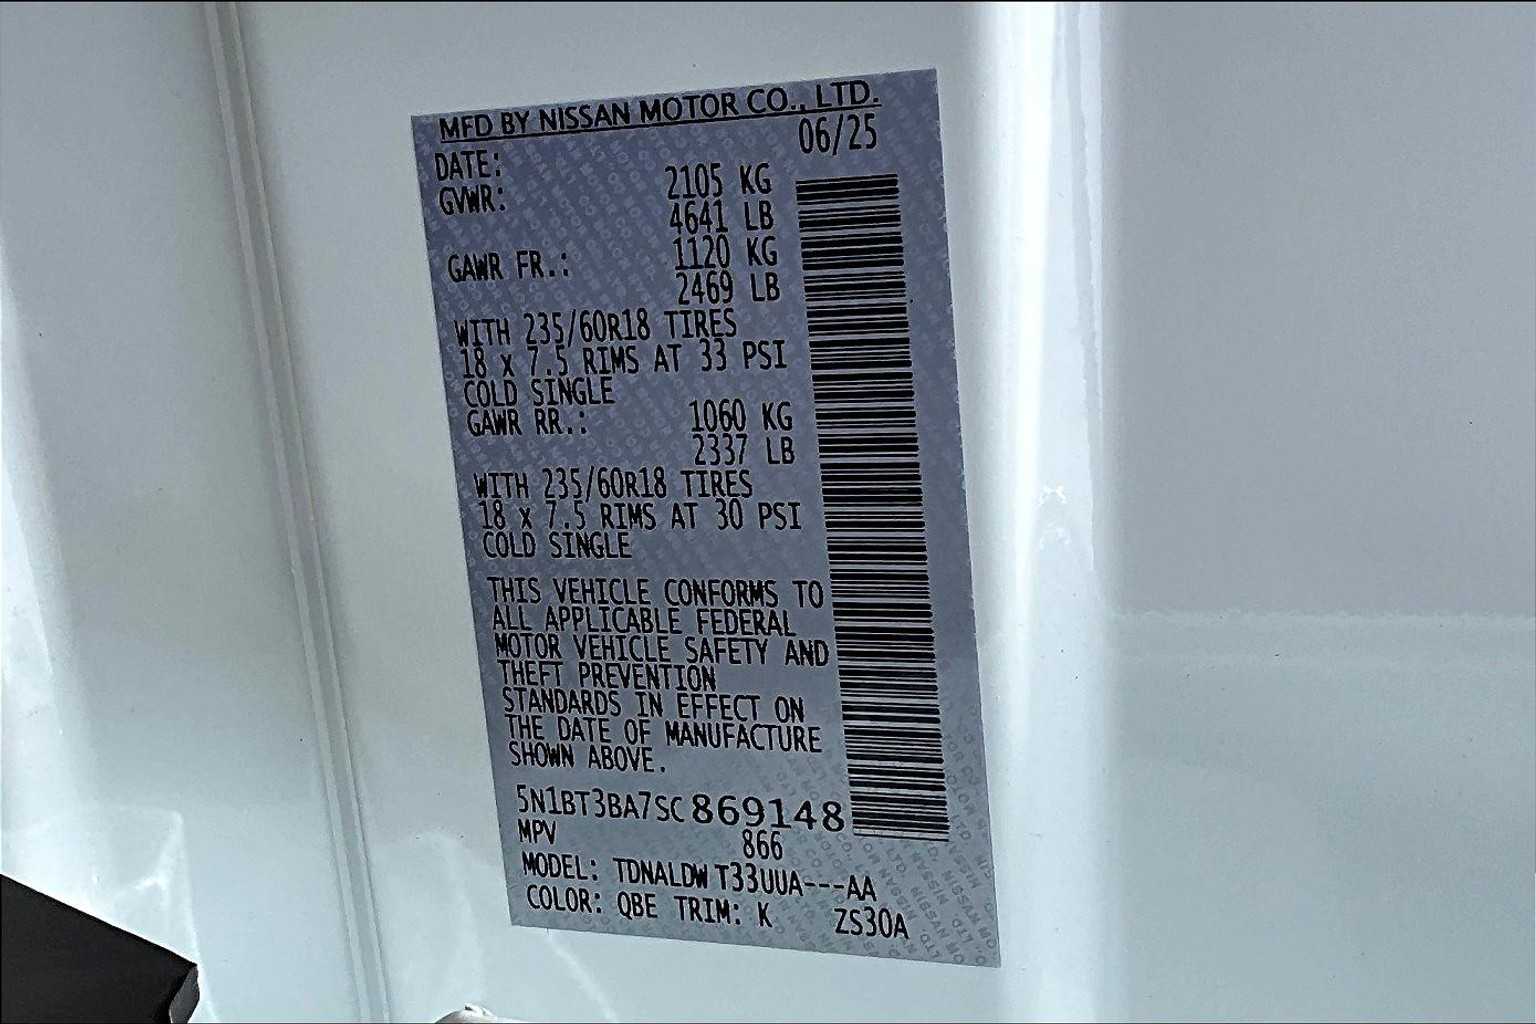 MFD BY NISSAN MOTOR CO., LTD.
DATE: 06/25
GVWR: 2105 KG
4641 LB
GAWR FR.: 1120 KG
2469 LB
WITH 235/60R18 TIRES
18 x 7.5 RIMS AT 33 PSI
COLD SINGLE
GAWR RR.: 1060 KG
2337 LB
WITH 235/60R18 TIRES
18 x 7.5 RIMS AT 30 PSI
COLD SINGLE
THIS VEHICLE CONFORMS TO
ALL APPLICABLE FEDERAL
MOTOR VEHICLE SAFETY AND
THEFT PREVENTION
STANDARDS IN EFFECT ON
THE DATE OF MANUFACTURE
SHOWN ABOVE.
5N1BT3BA7SC869148
MPV 866
MODEL: TDNALDW T33UUA---AA
COLOR: QBE TRIM: K ZS30A